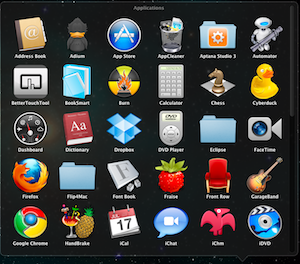 Applications
Address Book Adium App Store AppCleaner Aptana Studio 3 Automator
BetterTouchTool BookSmart Burn Calculator Chess Cyberduck
Dashboard Dictionary Dropbox DVD Player Eclipse FaceTime
Firefox Flip4Mac Font Book Fraise Front Row GarageBand
JUL
17
Google Chrome HandBrake iCal iChat iChm iDVD